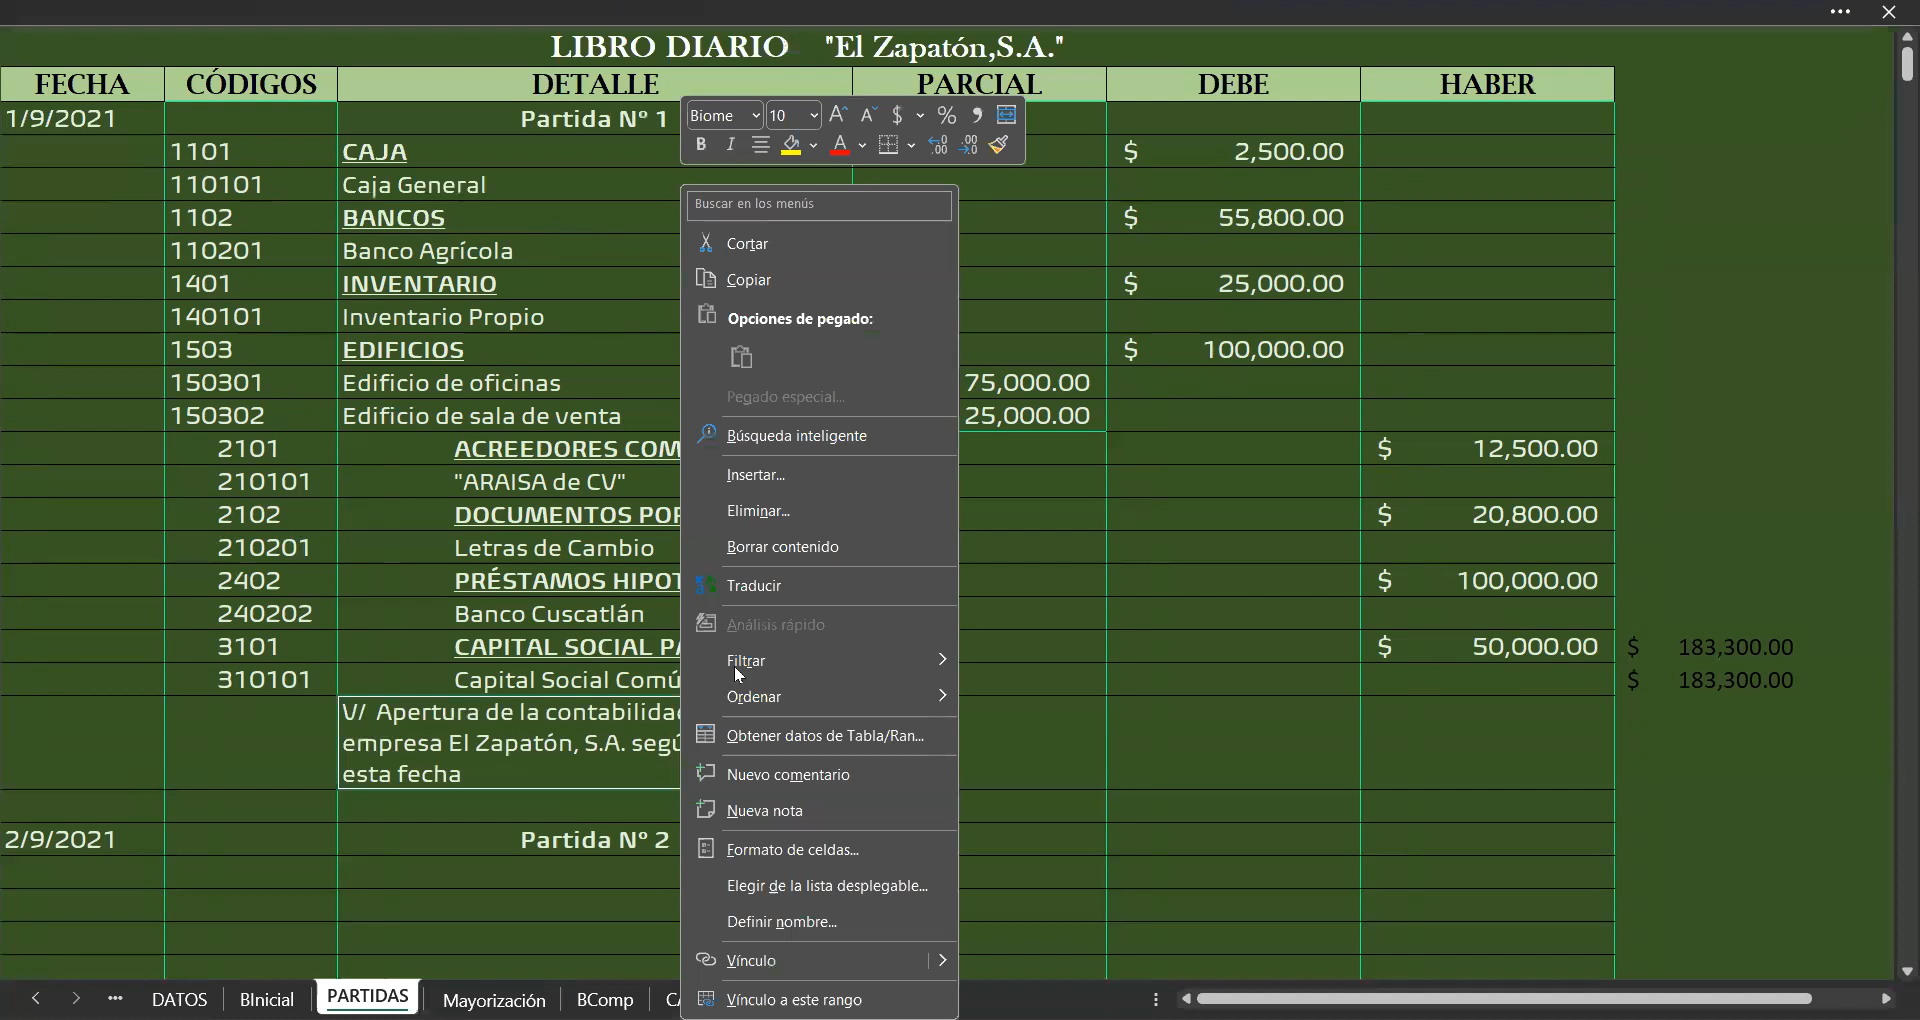 LIBRO DIARIO "El Zapatón,S.A."
FECHA CÓDIGOS DETALLE PARCIAL DEBE HABER
1/9/2021 Partida Nº 1
1101 CAJA $ 2,500.00
110101 Caja General
1102 BANCOS $ 55,800.00
110201 Banco Agrícola
1401 INVENTARIO $ 25,000.00
140101 Inventario Propio
1503 EDIFICIOS $ 100,000.00
150301 Edificio de oficinas 75,000.00
150302 Edificio de sala de venta 25,000.00
2101 ACREEDORES COM $ 12,500.00
210101 "ARAISA de CV"
2102 DOCUMENTOS POR $ 20,800.00
210201 Letras de Cambio
2402 PRÉSTAMOS HIPOT $ 100,000.00
240202 Banco Cuscatlán
3101 CAPITAL SOCIAL PA $ 50,000.00 $ 183,300.00
310101 Capital Social Comú $ 183,300.00
V/ Apertura de la contabilidad
empresa El Zapatón, S.A. segú
esta fecha
2/9/2021 Partida Nº 2
Biome 10 A A $ % ,
B I A .00 .00
Buscar en los menús
Cortar
Copiar
Opciones de pegado:
Pegado especial...
Búsqueda inteligente
Insertar...
Eliminar...
Borrar contenido
Traducir
Análisis rápido
Filtrar
Ordenar
Obtener datos de Tabla/Ran...
Nuevo comentario
Nueva nota
Formato de celdas...
Elegir de la lista desplegable...
Definir nombre...
Vínculo
Vínculo a este rango
DATOS BInicial PARTIDAS Mayorización BComp